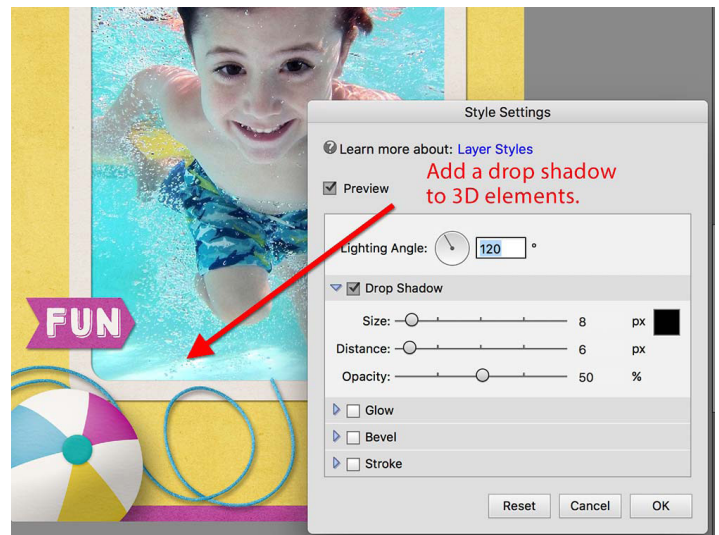 Style Settings
Learn more about: Layer Styles
Add a drop shadow
to 3D elements.
Preview
Lighting Angle: 120 °
Drop Shadow
Size: 8 px
Distance: 6 px
Opacity: 50 %
Glow
Bevel
Stroke
Reset Cancel OK
FUN